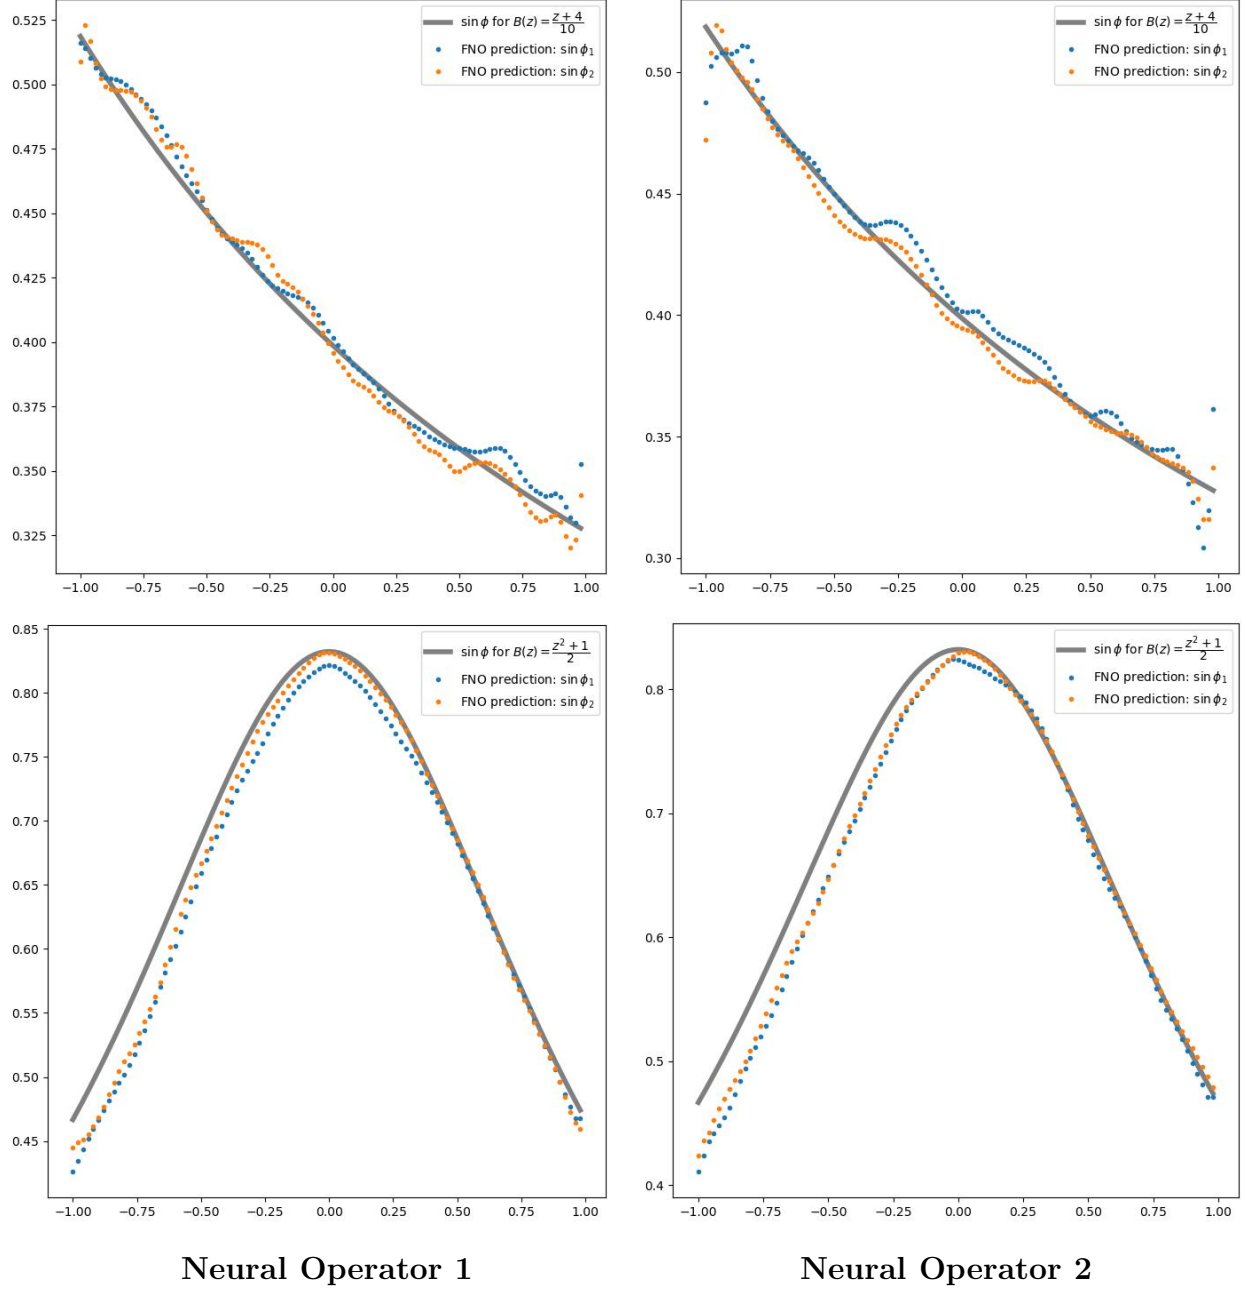 0.525
0.500
0.475
0.450
0.425
0.400
0.375
0.350
0.325
−1.00 −0.75 −0.50 −0.25 0.00 0.25 0.50 0.75 1.00
sin ϕ for B(z) = (z + 4)/10
FNO prediction: sin ϕ₁
FNO prediction: sin ϕ₂
0.50
0.45
0.40
0.35
0.30
−1.00 −0.75 −0.50 −0.25 0.00 0.25 0.50 0.75 1.00
sin ϕ for B(z) = (z + 4)/10
FNO prediction: sin ϕ₁
FNO prediction: sin ϕ₂
0.85
0.80
0.75
0.70
0.65
0.60
0.55
0.50
0.45
−1.00 −0.75 −0.50 −0.25 0.00 0.25 0.50 0.75 1.00
sin ϕ for B(z) = (z² + 1)/2
FNO prediction: sin ϕ₁
FNO prediction: sin ϕ₂
0.8
0.7
0.6
0.5
0.4
−1.00 −0.75 −0.50 −0.25 0.00 0.25 0.50 0.75 1.00
sin ϕ for B(z) = (z² + 1)/2
FNO prediction: sin ϕ₁
FNO prediction: sin ϕ₂
Neural Operator 1
Neural Operator 2